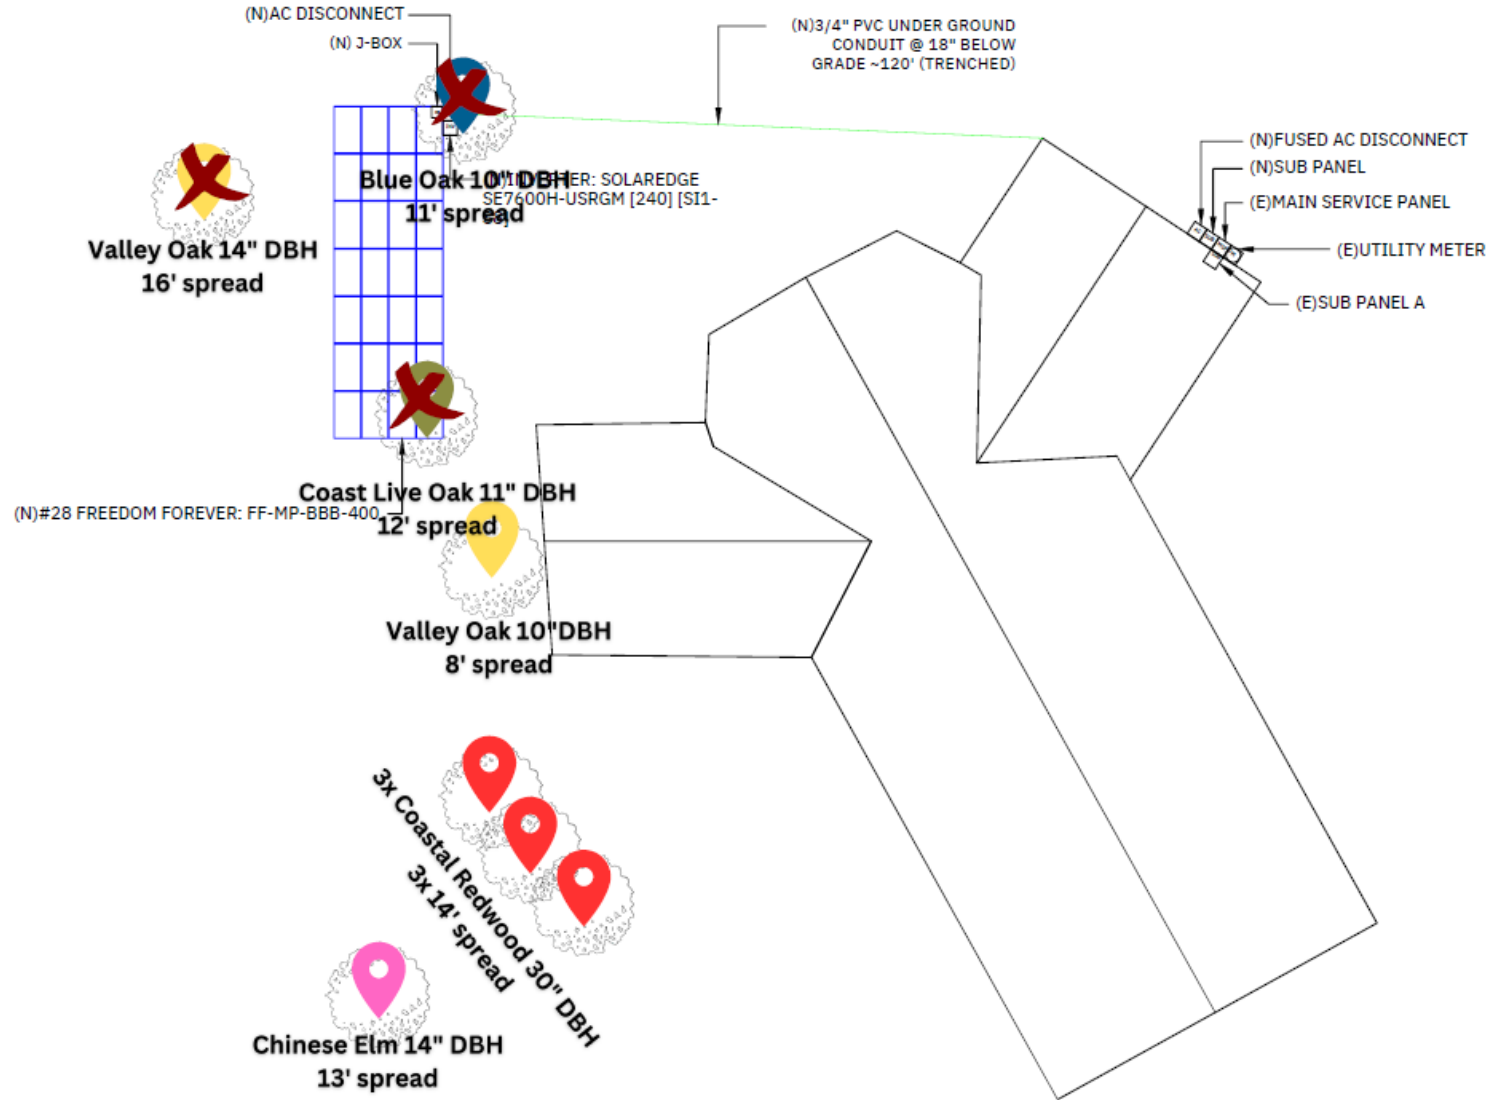 (N)AC DISCONNECT
(N) J-BOX
(N)3/4" PVC UNDER GROUND
CONDUIT @ 18" BELOW
GRADE ~120' (TRENCHED)
(N)FUSED AC DISCONNECT
(N)SUB PANEL
(E)MAIN SERVICE PANEL
(E)UTILITY METER
(E)SUB PANEL A
Blue Oak 10" DBH
11' spread
SOLAREDGE
SE7600H-USRGM [240] [SI1-
Valley Oak 14" DBH
16' spread
Coast Live Oak 11" DBH
12' spread
(N)#28 FREEDOM FOREVER: FF-MP-BBB-400
Valley Oak 10"DBH
8' spread
3x Coastal Redwood 30" DBH
3x 14' spread
Chinese Elm 14" DBH
13' spread